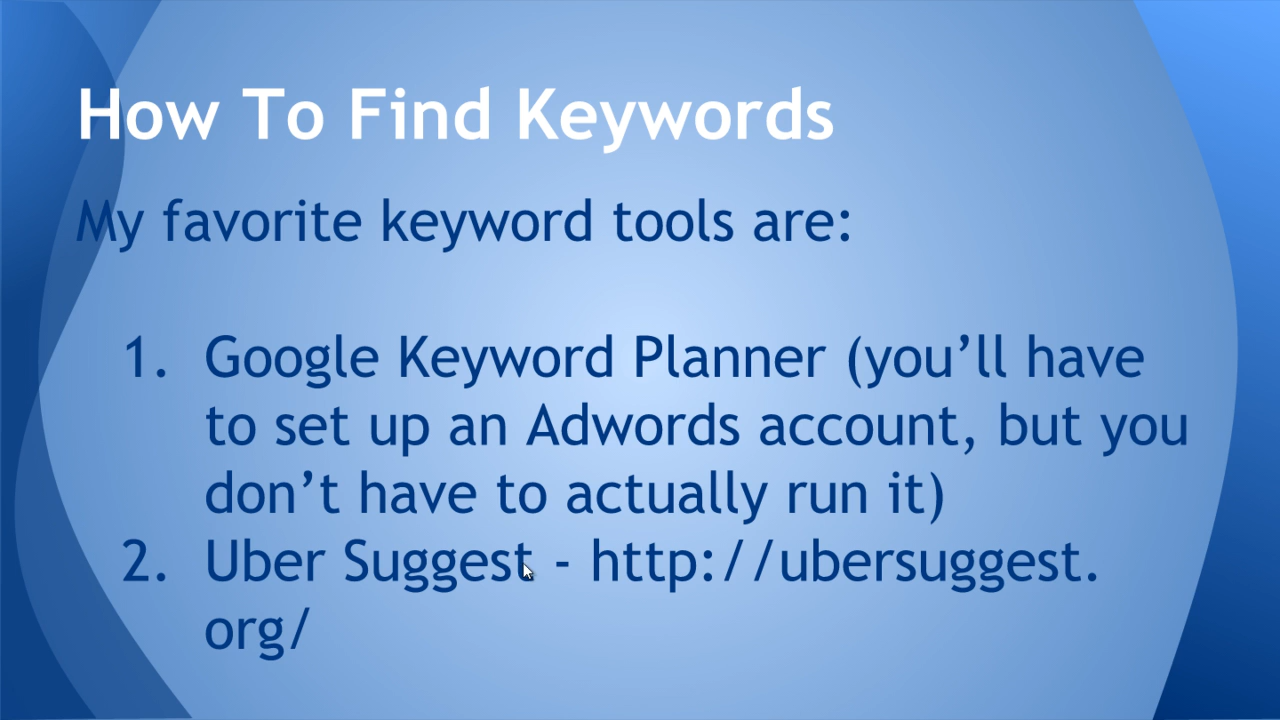 How To Find Keywords
My favorite keyword tools are:
1. Google Keyword Planner (you’ll have
to set up an Adwords account, but you
don’t have to actually run it)
2. Uber Suggest - http://ubersuggest.
org/